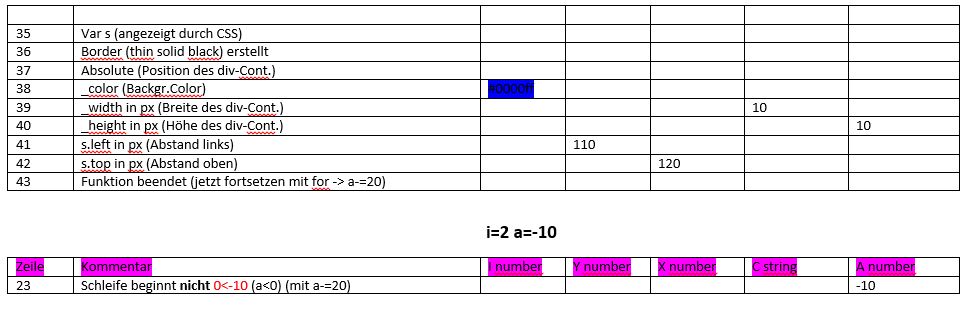 35 Var s (angezeigt durch CSS)
36 Border (thin solid black) erstellt
37 Absolute (Position des div-Cont.)
38 _color (Backgr.Color) #0000ff
39 _width in px (Breite des div-Cont.) 10
40 _height in px (Höhe des div-Cont.) 10
41 s.left in px (Abstand links) 110
42 s.top in px (Abstand oben) 120
43 Funktion beendet (jetzt fortsetzen mit for -> a-=20)
i=2 a=-10
Zeile Kommentar I number Y number X number C string A number
23 Schleife beginnt nicht 0<-10 (a<0) (mit a-=20) -10